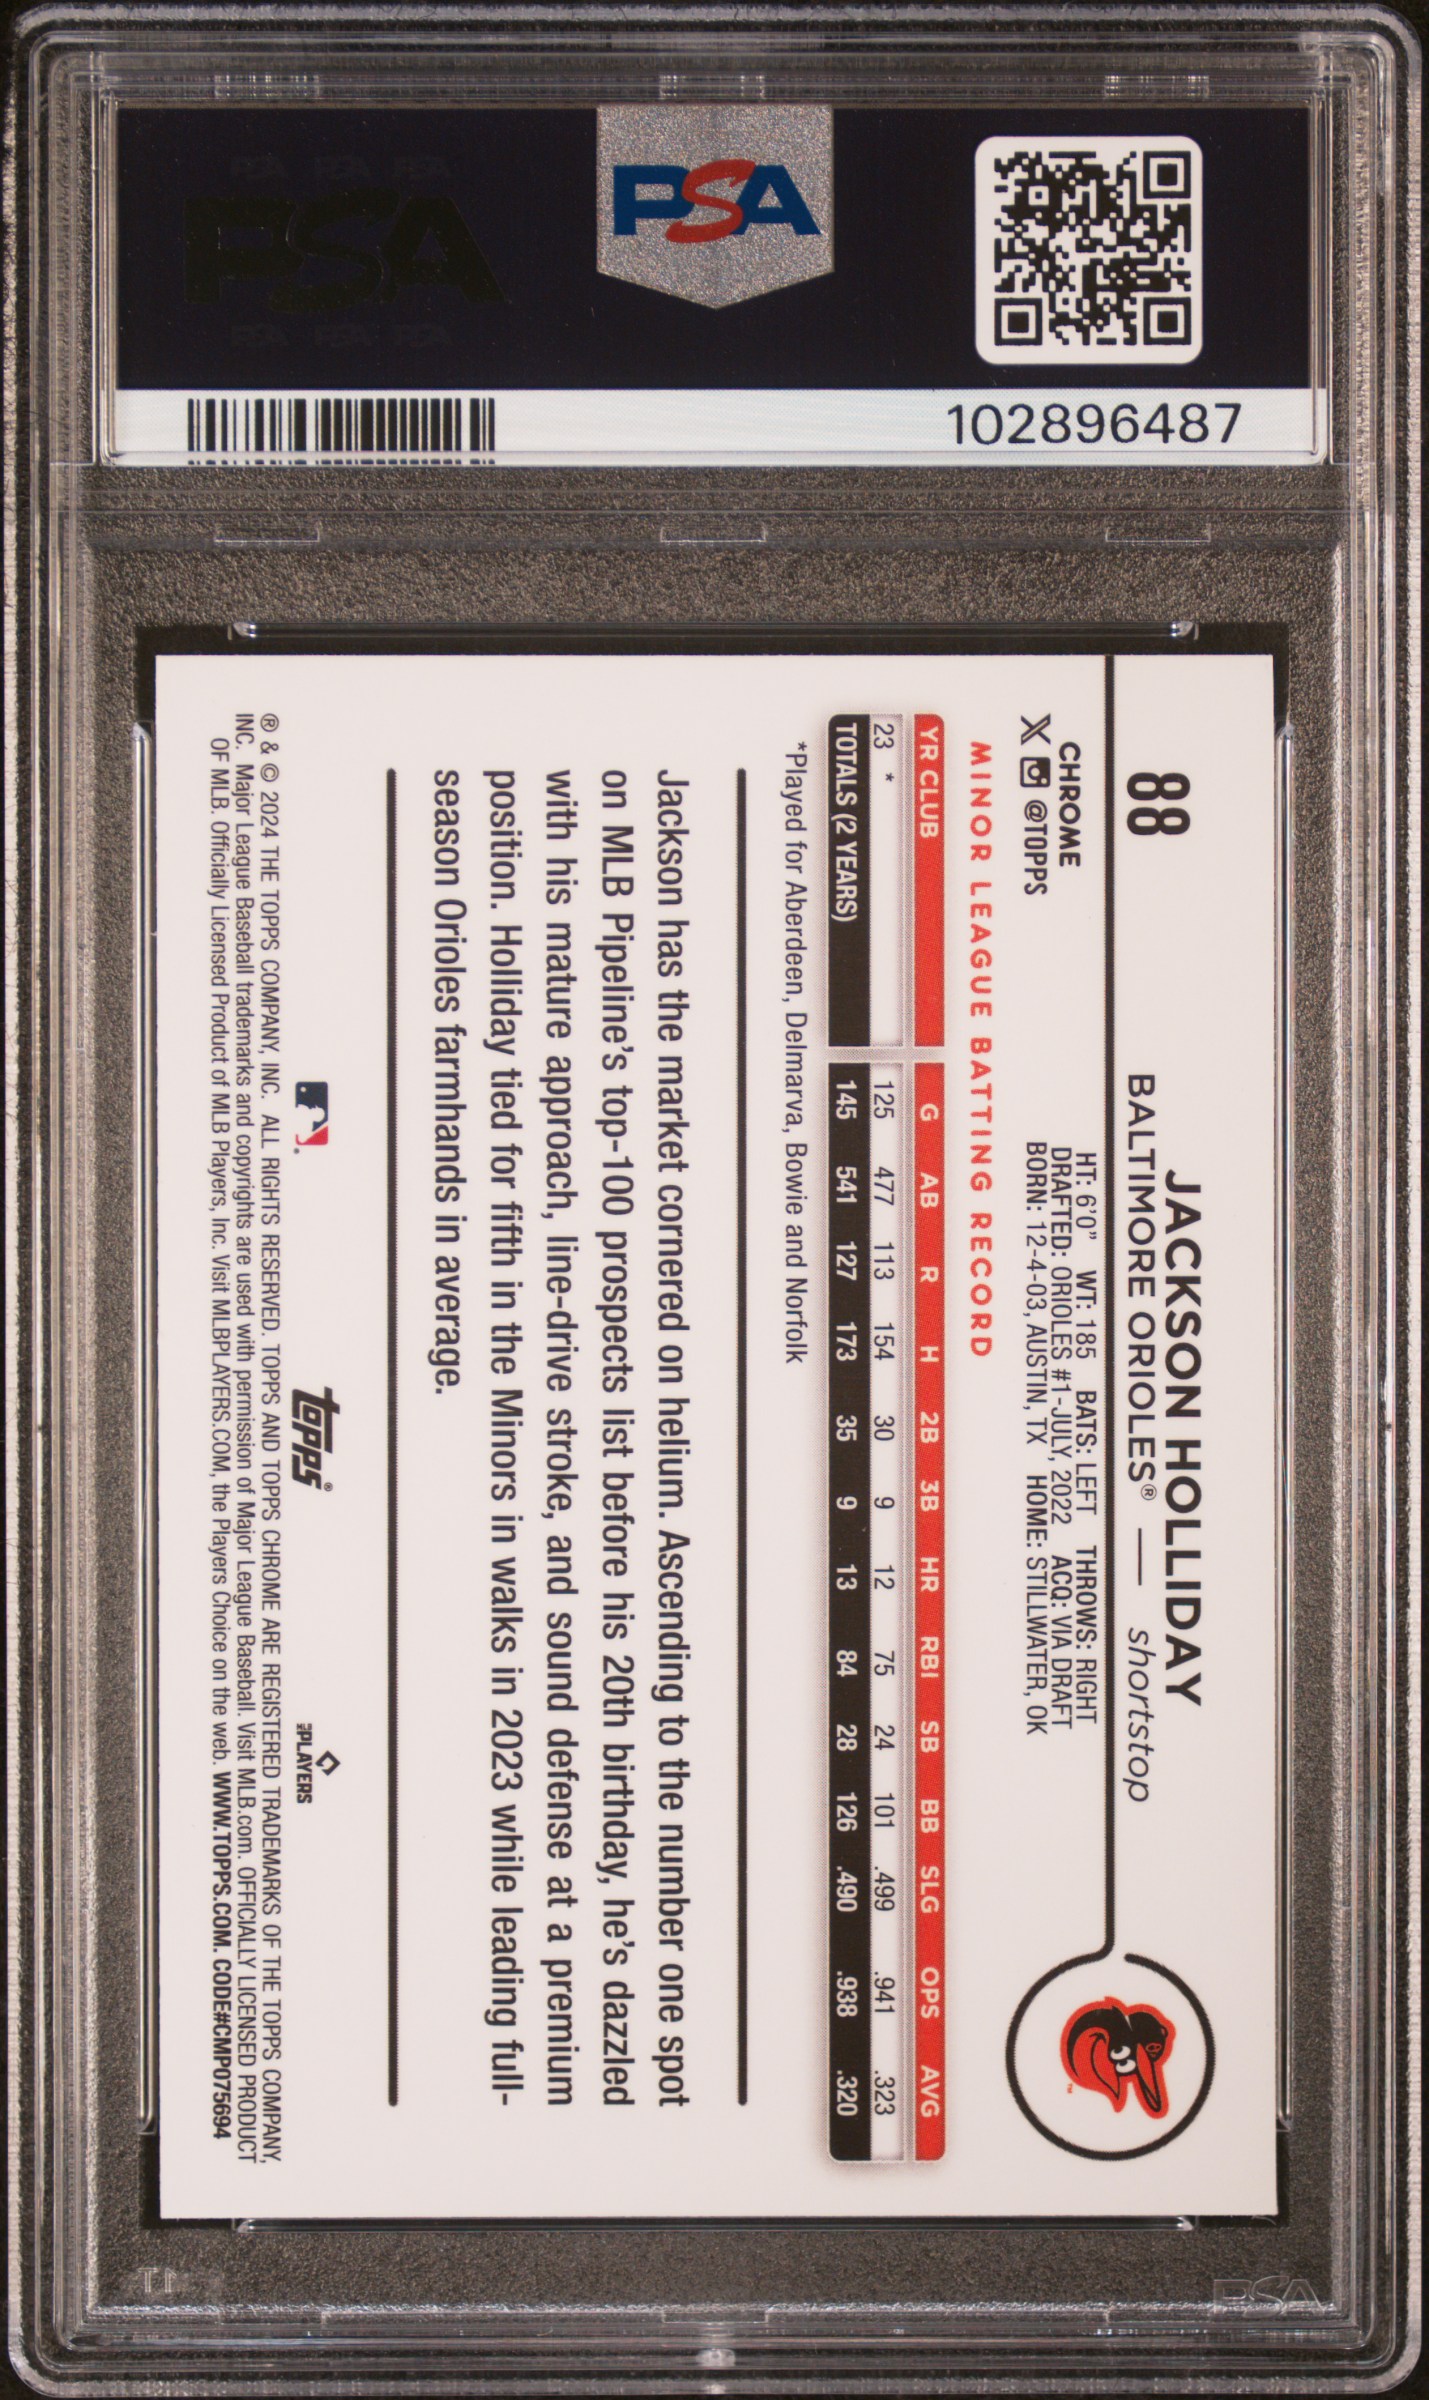 PSA
PSA
102896487
88
JACKSON HOLLIDAY
BALTIMORE ORIOLES® — shortstop
CHROME
@TOPPS
HT: 6'0" WT: 185 BATS: LEFT THROWS: RIGHT
DRAFTED: ORIOLES #1-JULY, 2022 ACQ: VIA DRAFT
BORN: 12-4-03, AUSTIN, TX HOME: STILLWATER, OK
MINOR LEAGUE BATTING RECORD
YR CLUB G AB R H 2B 3B HR RBI SB BB SLG OPS AVG
23 * 125 477 113 154 30 9 12 75 24 101 .499 .941 .323
TOTALS (2 YEARS) 145 541 127 173 35 9 13 84 28 126 .490 .938 .320
*Played for Aberdeen, Delmarva, Bowie and Norfolk
Jackson has the market cornered on helium. Ascending to the number one spot
on MLB Pipeline's top-100 prospects list before his 20th birthday, he's dazzled
with his mature approach, line-drive stroke, and sound defense at a premium
position. Holliday tied for fifth in the Minors in walks in 2023 while leading full-
season Orioles farmhands in average.
topps®
PLAYERS
® & © 2024 THE TOPPS COMPANY, INC. ALL RIGHTS RESERVED. TOPPS AND TOPPS CHROME ARE REGISTERED TRADEMARKS OF THE TOPPS COMPANY,
INC. Major League Baseball trademarks and copyrights are used with permission of Major League Baseball. Visit MLB.com. OFFICIALLY LICENSED PRODUCT
OF MLB. Officially Licensed Product of MLB Players, Inc. Visit MLBPLAYERS.COM, the Players Choice on the web. WWW.TOPPS.COM. CODE#CMP075694
PSA